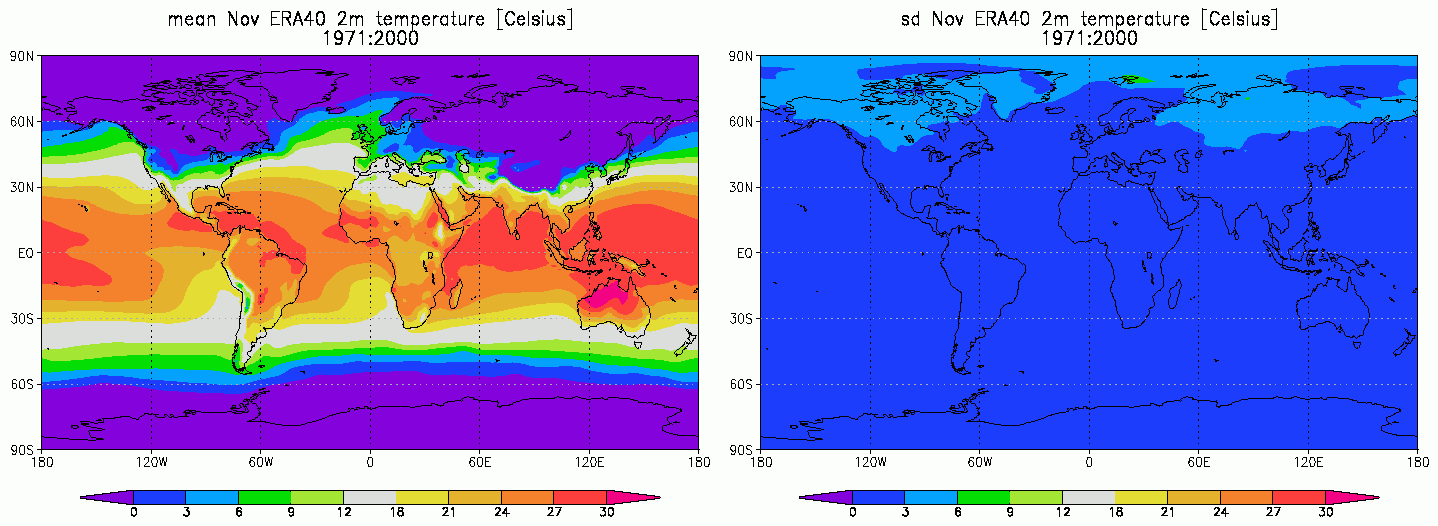 mean Nov ERA40 2m temperature [Celsius]
1971:2000
90N
60N
30N
EQ
30S
60S
90S
180 120W 60W 0 60E 120E 180
0 3 6 9 12 18 21 24 27 30
sd Nov ERA40 2m temperature [Celsius]
1971:2000
90N
60N
30N
EQ
30S
60S
90S
180 120W 60W 0 60E 120E 180
0 3 6 9 12 18 21 24 27 30